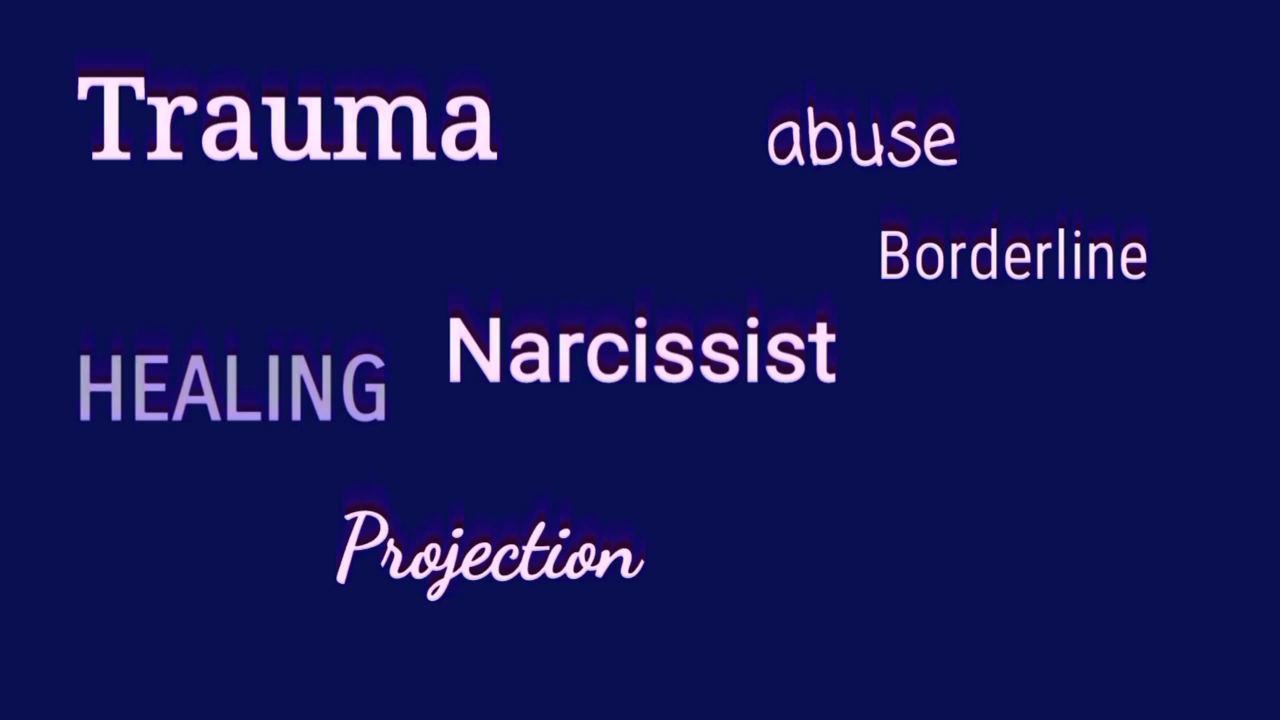 Trauma
abuse
Borderline
Narcissist
HEALING
Projection